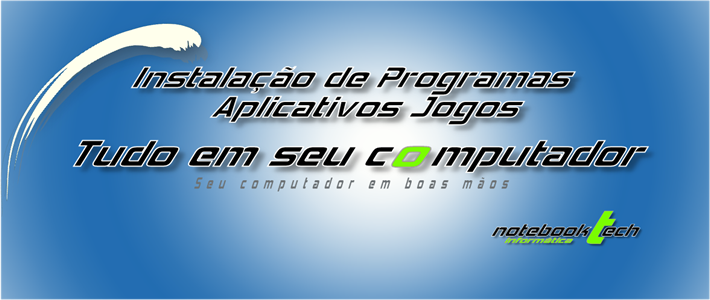 Instalação de Programas
Aplicativos Jogos
Tudo em seu computador
Seu computador em boas mãos
notebooktech
informática